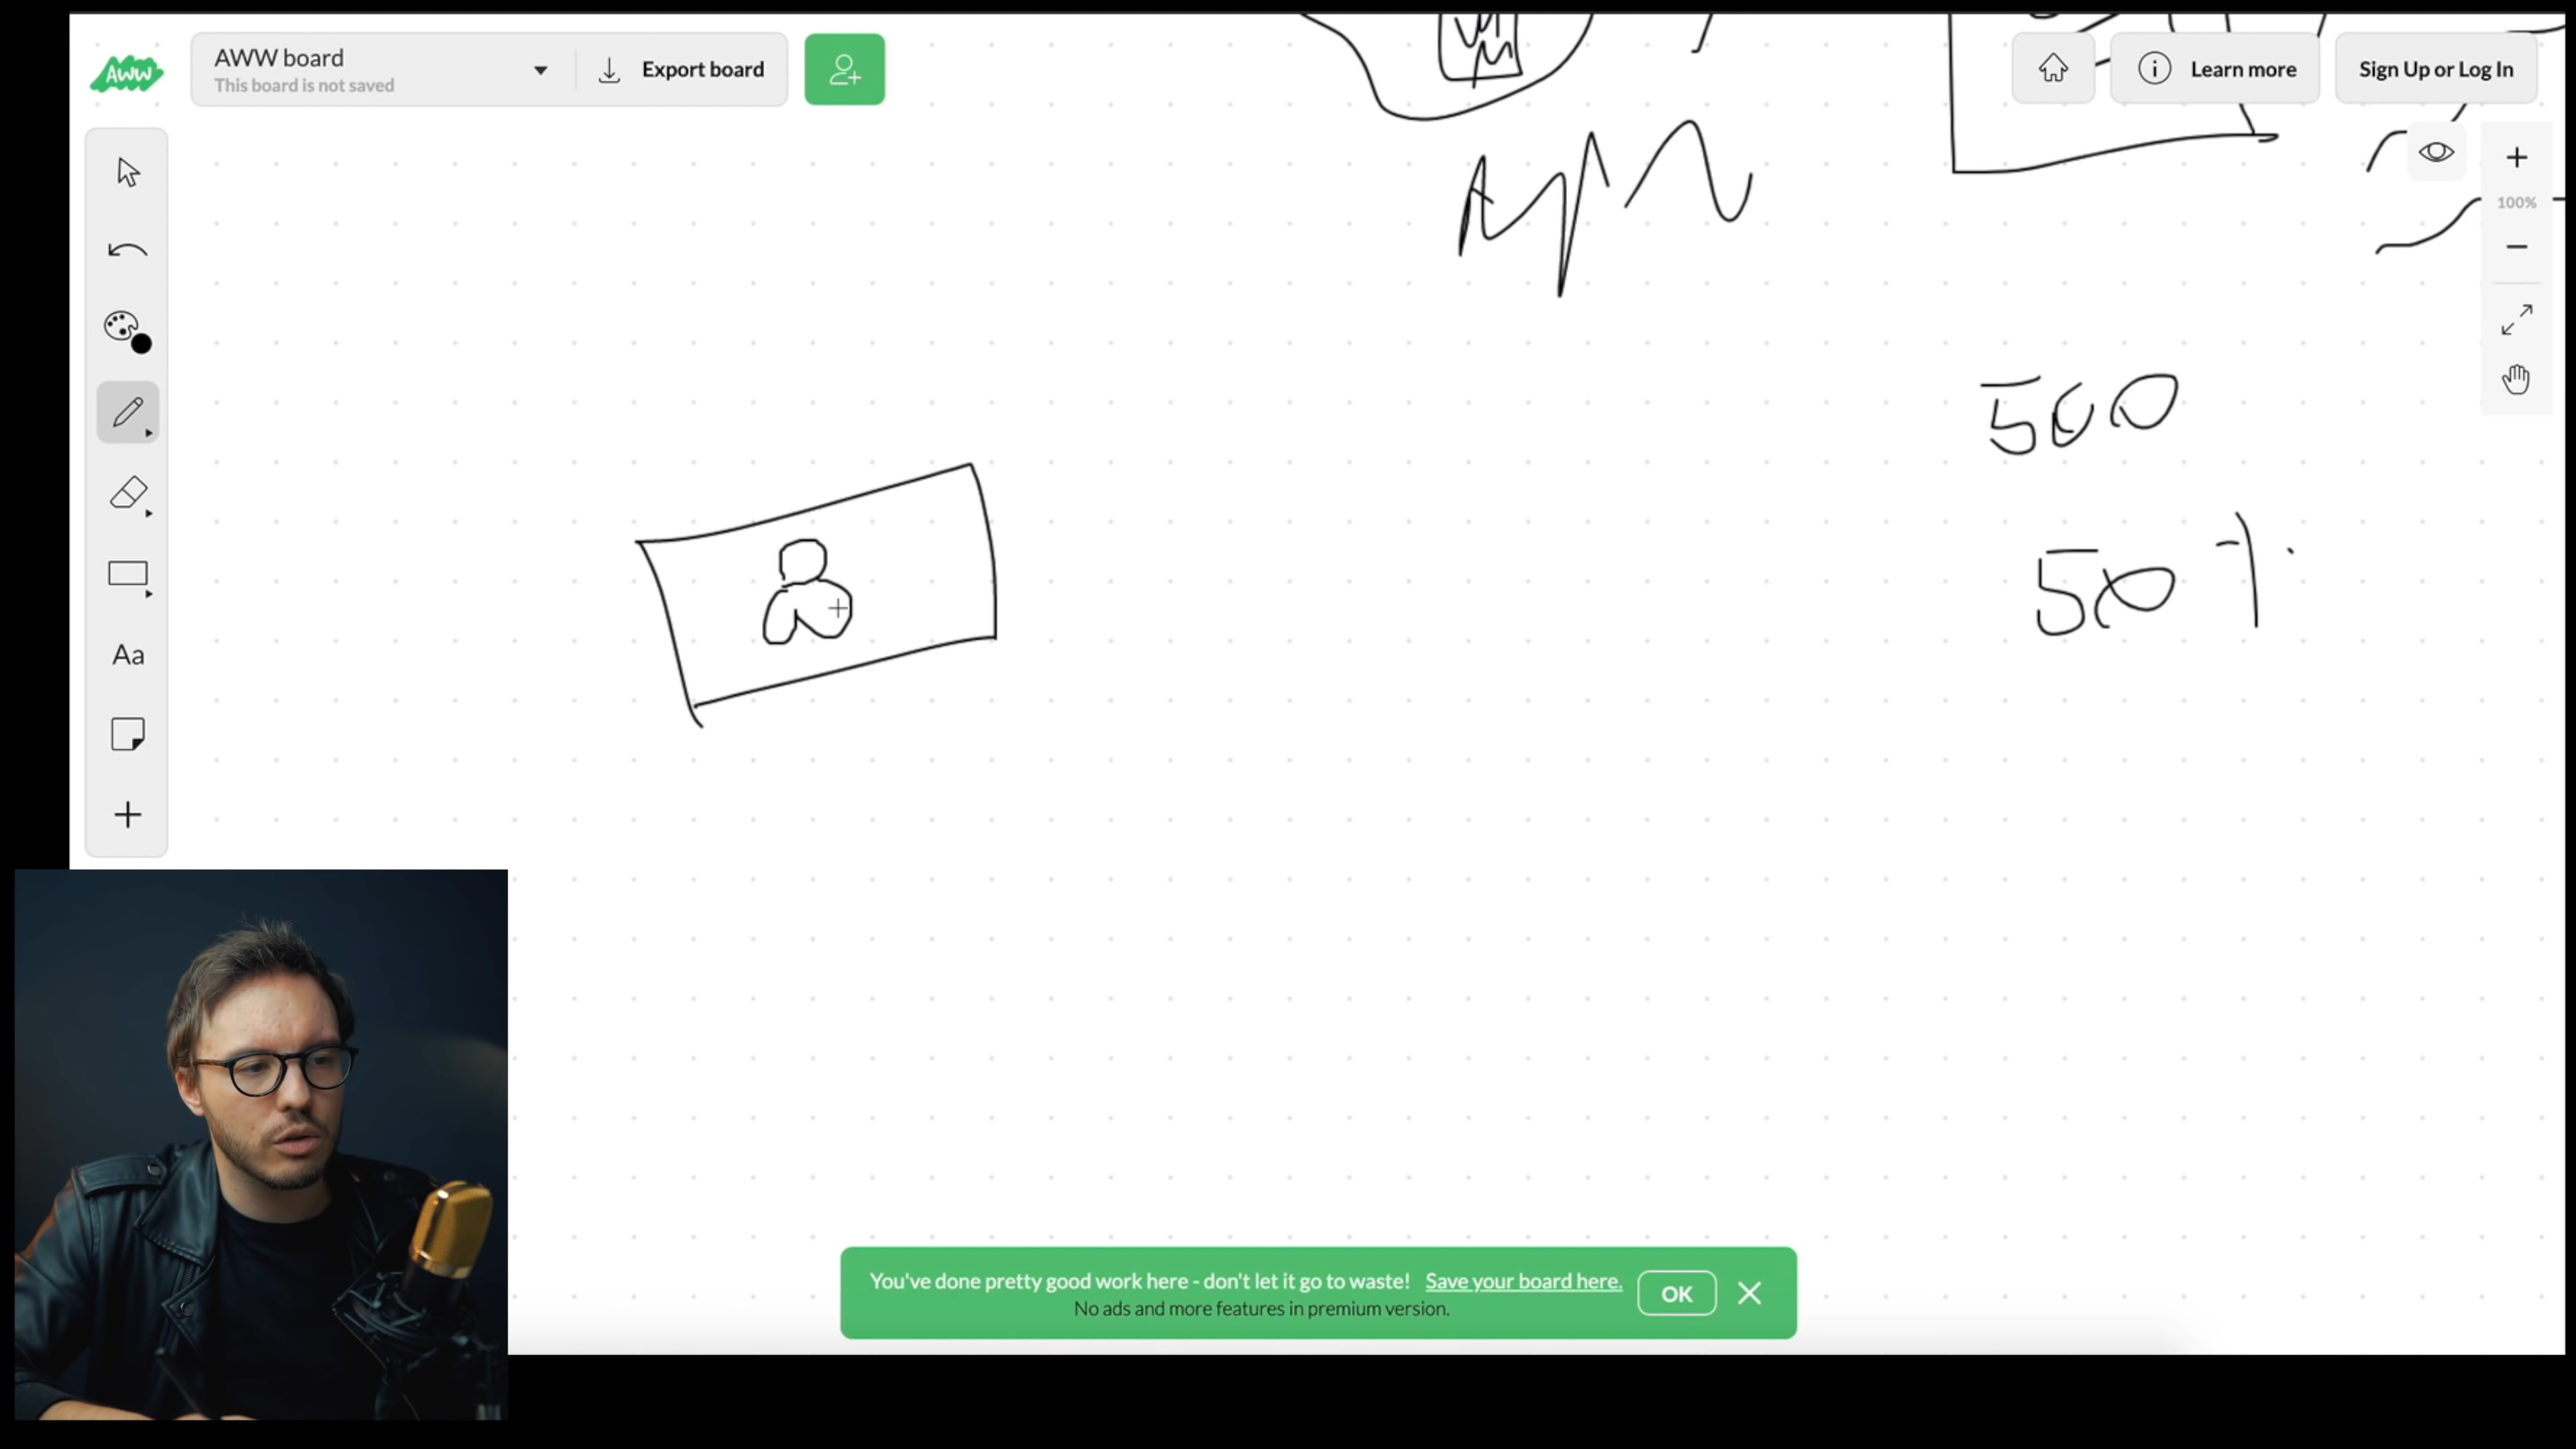 AWW
AWW board
This board is not saved
Export board
Learn more
Sign Up or Log In
100%
500
50%
Aa
You've done pretty good work here - don't let it go to waste! Save your board here.
OK
No ads and more features in premium version.